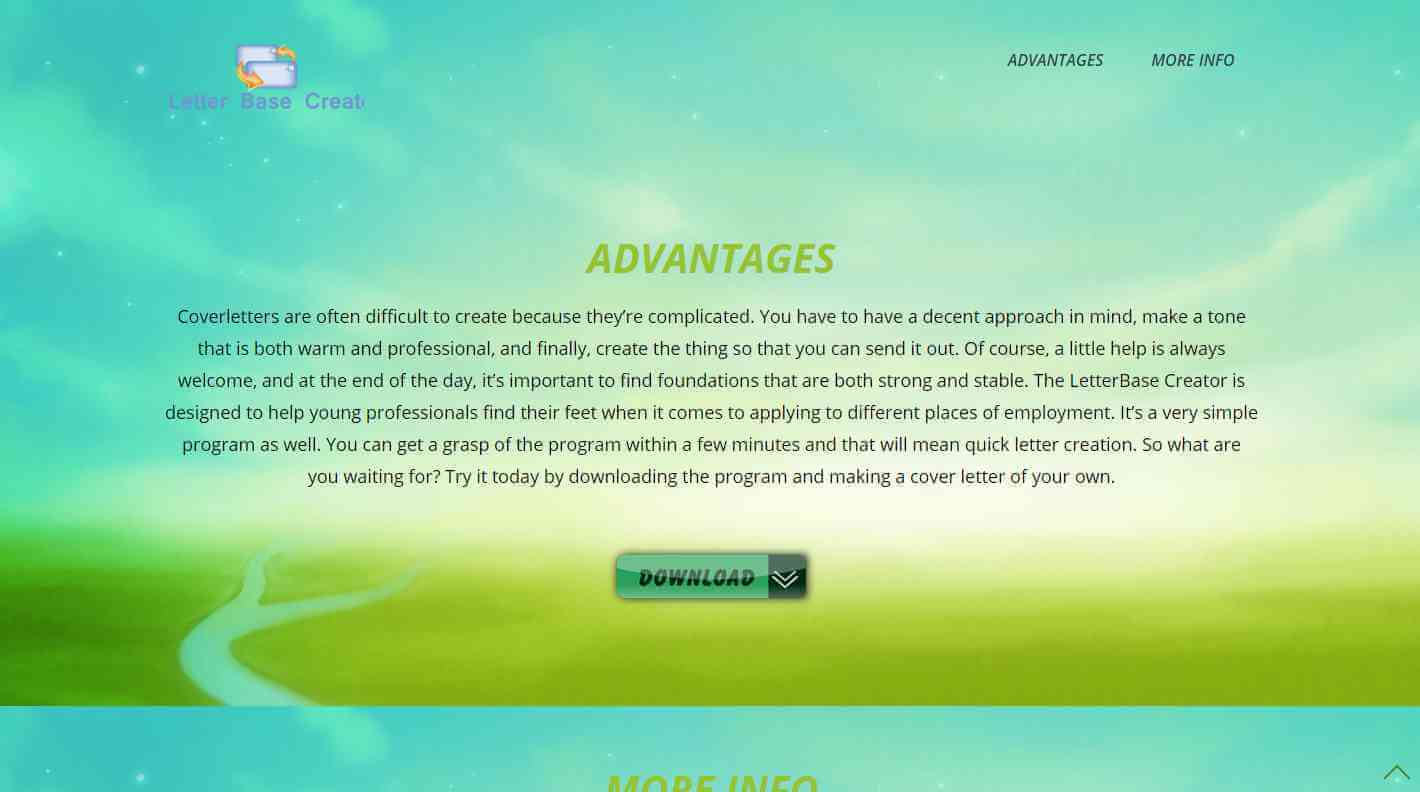 ADVANTAGES
MORE INFO
Letter Base Creat
ADVANTAGES
Coverletters are often difficult to create because they’re complicated. You have to have a decent approach in mind, make a tone
that is both warm and professional, and finally, create the thing so that you can send it out. Of course, a little help is always
welcome, and at the end of the day, it’s important to find foundations that are both strong and stable. The LetterBase Creator is
designed to help young professionals find their feet when it comes to applying to different places of employment. It’s a very simple
program as well. You can get a grasp of the program within a few minutes and that will mean quick letter creation. So what are
you waiting for? Try it today by downloading the program and making a cover letter of your own.
DOWNLOAD
MORE INFO